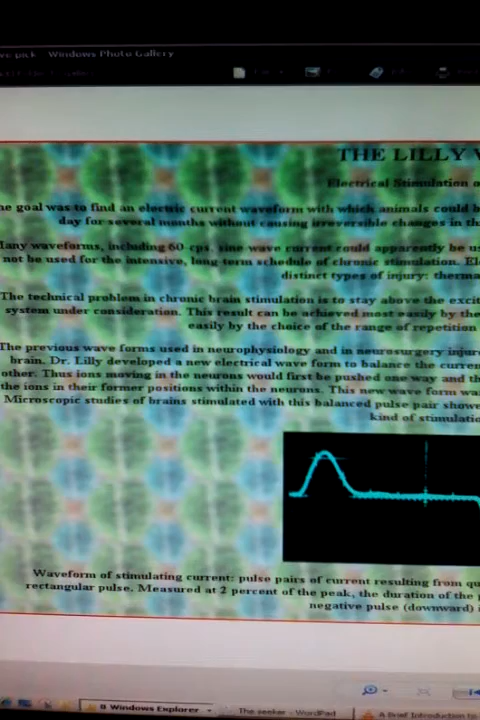 pick - Windows Photo Gallery
THE LILLY
Electrical Stimulation
goal was to find an electric current waveform with which animals could b
day for several months without causing irreversible changes in th
Many waveforms, including 60 cps. sine wave current could apparently be us
not be used for the intensive, long term schedule of chronic stimulation. El
distinct types of injury: therma
The technical problem in chronic brain stimulation is to stay above the excit
system under consideration. This result can be achieved most easily by the
easily by the choice of the range of repetition
The previous wave forms used in neurophysiology and in neurosurgery injure
brain. Dr. Lilly developed a new electrical wave form to balance the curren
other. Thus ions moving in the neurons would first be pushed one way and th
the ions in their former positions within the neurons. This new wave form wa
Microscopic studies of brains stimulated with this balanced pulse pair showe
kind of stimulatio
Waveform of stimulating current: pulse pairs of current resulting from qu
rectangular pulse. Measured at 2 percent of the peak, the duration of the
negative pulse (downward)
8 Windows Explorer
The seeker - WordPad
A Brief Introduction to